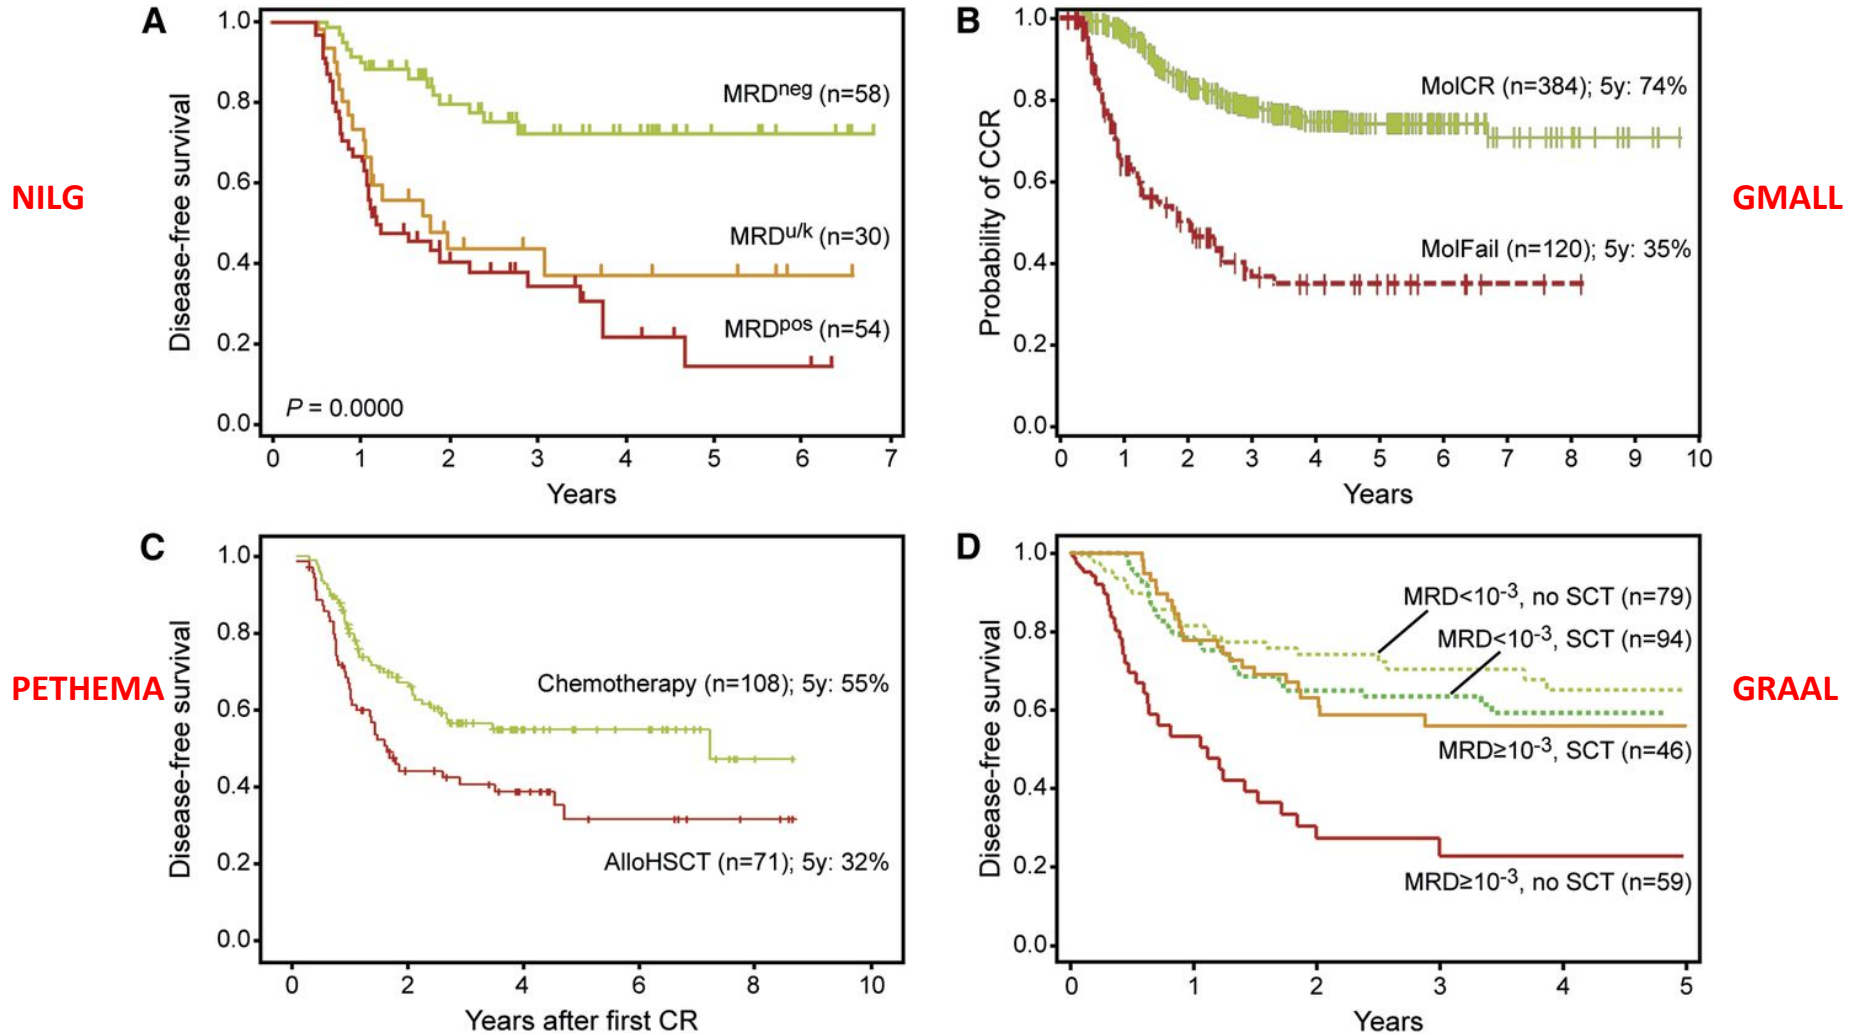 A
1.0
0.8
0.6
0.4
0.2
0.0
Disease-free survival
NILG
MRDneg (n=58)
MRDu/k (n=30)
MRDpos (n=54)
P = 0.0000
0 1 2 3 4 5 6 7
Years
B
1.0
0.8
0.6
0.4
0.2
0.0
Probability of CCR
MolCR (n=384); 5y: 74%
MolFail (n=120); 5y: 35%
GMALL
0 1 2 3 4 5 6 7 8 9 10
Years
C
1.0
0.8
0.6
0.4
0.2
0.0
Disease-free survival
PETHEMA
Chemotherapy (n=108); 5y: 55%
AlloHSCT (n=71); 5y: 32%
0 2 4 6 8 10
Years after first CR
D
1.0
0.8
0.6
0.4
0.2
0.0
Disease-free survival
MRD<10-3, no SCT (n=79)
MRD<10-3, SCT (n=94)
MRD≥10-3, SCT (n=46)
MRD≥10-3, no SCT (n=59)
GRAAL
0 1 2 3 4 5
Years